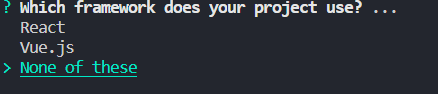 ? Which framework does your project use? ...
React
Vue.js
> None of these